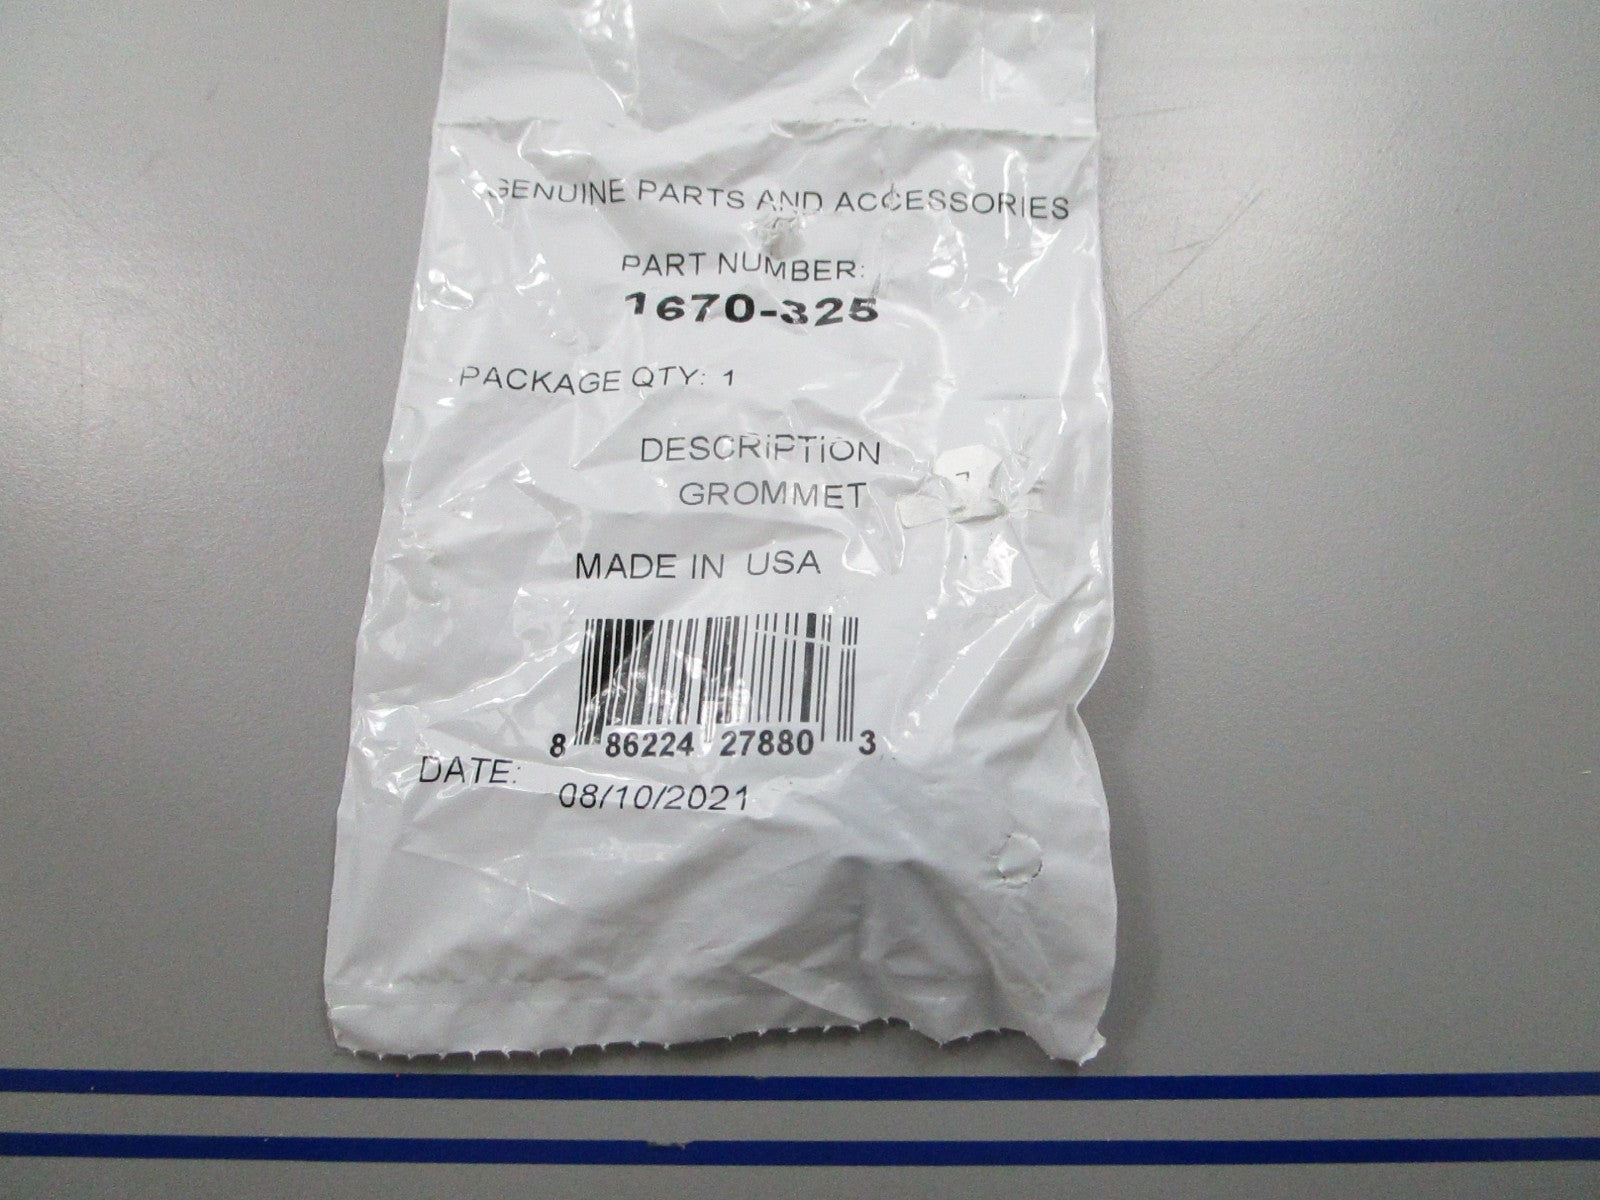 GENUINE PARTS AND ACCESSORIES
PART NUMBER:
1670-325
PACKAGE QTY: 1
DESCRIPTION
GROMMET
MADE IN USA
8 86224 27880 3
DATE:
08/10/2021